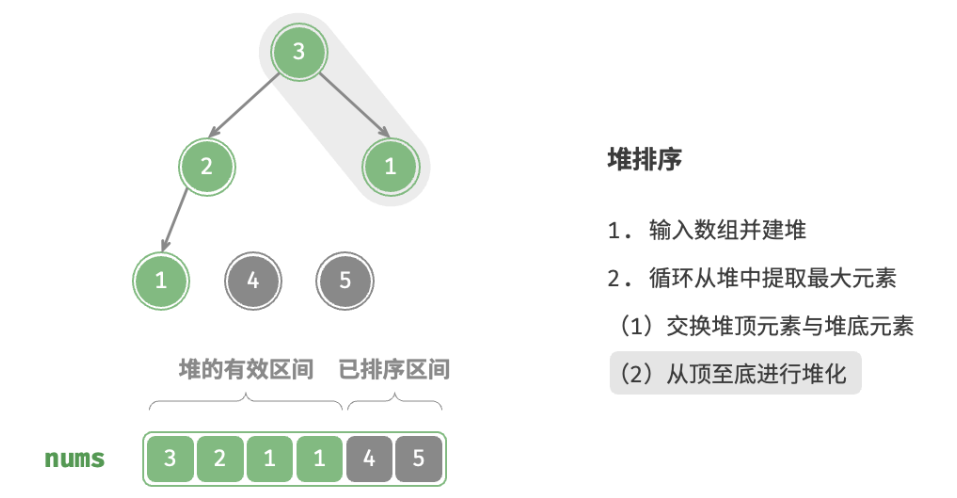 3
2
1
1
4
5
堆的有效区间 已排序区间
nums 3 2 1 1 4 5
堆排序
1. 输入数组并建堆
2. 循环从堆中提取最大元素
（1）交换堆顶元素与堆底元素
（2）从顶至底进行堆化